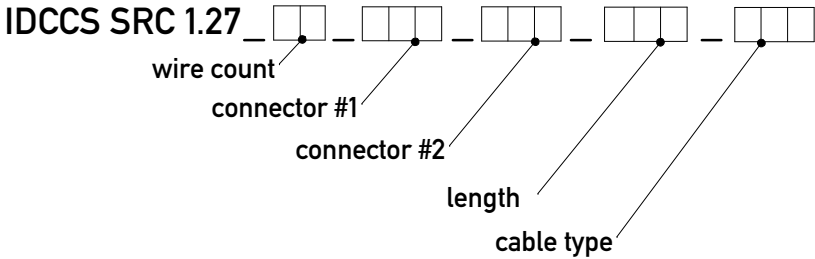 IDCCS SRC 1.27_ _ _ _ _
wire count
connector #1
connector #2
length
cable type